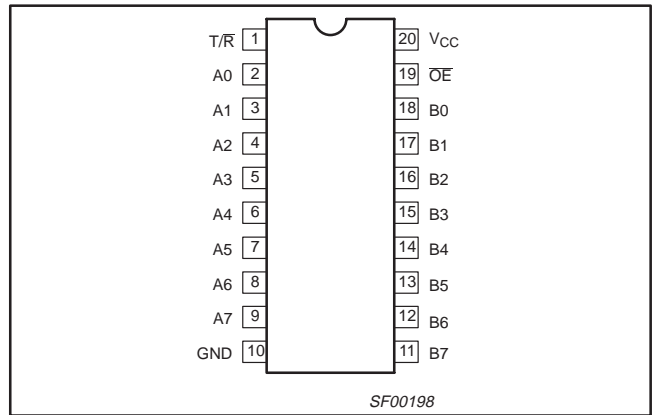 T/R̅ 1 20 VCC
A0 2 19 O̅E̅
A1 3 18 B0
A2 4 17 B1
A3 5 16 B2
A4 6 15 B3
A5 7 14 B4
A6 8 13 B5
A7 9 12 B6
GND 10 11 B7
SF00198